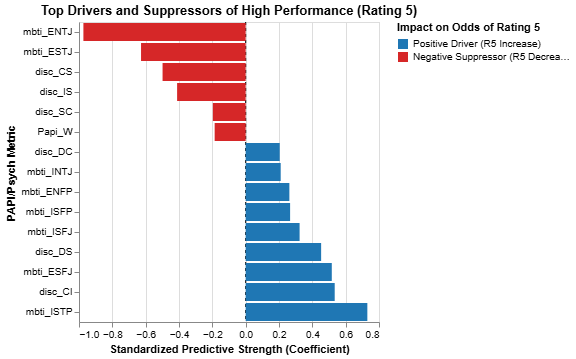 Top Drivers and Suppressors of High Performance (Rating 5)
Impact on Odds of Rating 5
Positive Driver (R5 Increase)
Negative Suppressor (R5 Decrea…
PAPI/Psych Metric
mbti_ENTJ
mbti_ESTJ
disc_CS
disc_IS
disc_SC
Papi_W
disc_DC
mbti_INTJ
mbti_ENFP
mbti_ISFP
mbti_ISFJ
disc_DS
mbti_ESFJ
disc_CI
mbti_ISTP
−1.0 −0.8 −0.6 −0.4 −0.2 0.0 0.2 0.4 0.6 0.8
Standardized Predictive Strength (Coefficient)